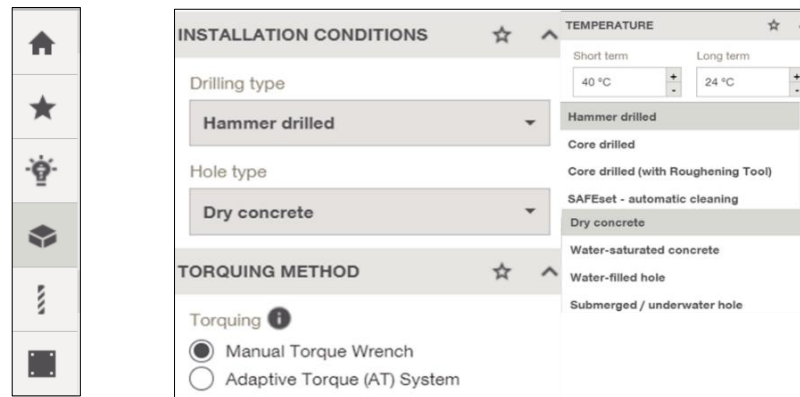 INSTALLATION CONDITIONS
Drilling type
Hammer drilled
Hole type
Dry concrete
TORQUING METHOD
Torquing
Manual Torque Wrench
Adaptive Torque (AT) System
TEMPERATURE
Short term Long term
40 °C + - 24 °C + -
Hammer drilled
Core drilled
Core drilled (with Roughening Tool)
SAFEset - automatic cleaning
Dry concrete
Water-saturated concrete
Water-filled hole
Submerged / underwater hole